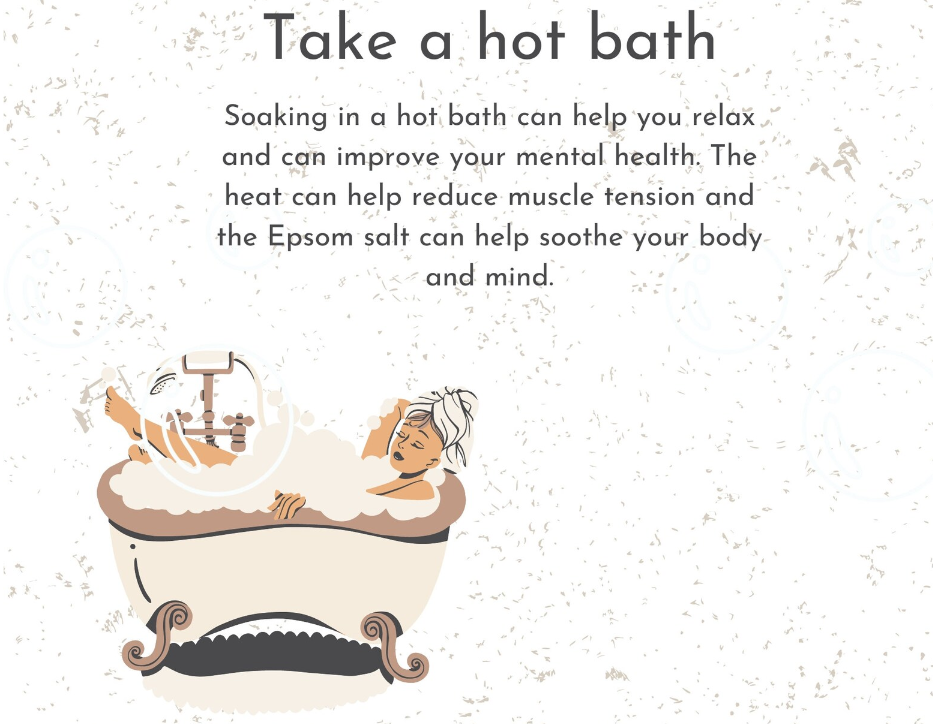 Take a hot bath
Soaking in a hot bath can help you relax
and can improve your mental health. The
heat can help reduce muscle tension and
the Epsom salt can help soothe your body
and mind.